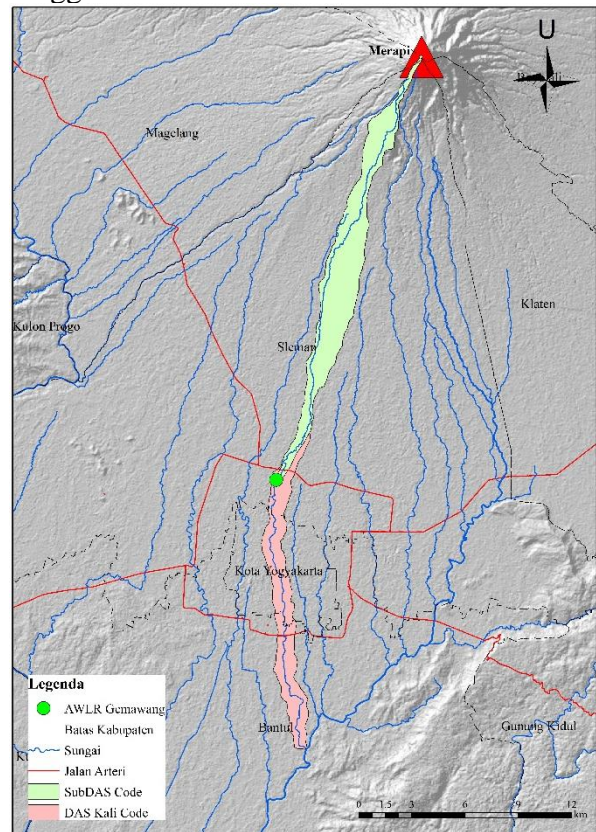 U
Merapi
Magelang
Klaten
Kulon Progo
Sleman
Kota Yogyakarta
Bantul
Gunung Kidul
Legenda
AWLR Gemawang
Batas Kabupaten
Sungai
Jalan Arteri
SubDAS Code
DAS Kali Code
0 1.5 3 6 9 12
km